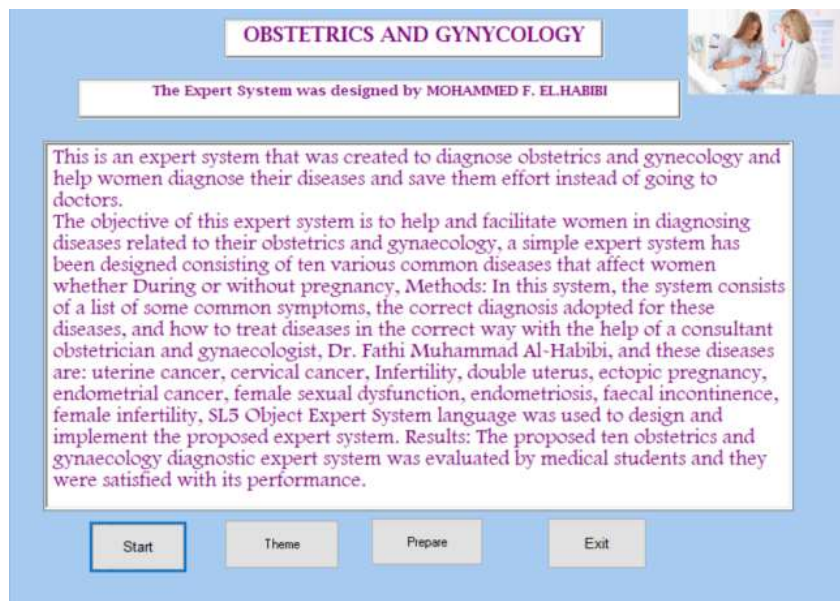 OBSTETRICS AND GYNYCOLOGY
The Expert System was designed by MOHAMMED F. EL.HABIBI
This is an expert system that was created to diagnose obstetrics and gynecology and
help women diagnose their diseases and save them effort instead of going to
doctors.
The objective of this expert system is to help and facilitate women in diagnosing
diseases related to their obstetrics and gynaecology, a simple expert system has
been designed consisting of ten various common diseases that affect women
whether During or without pregnancy, Methods: In this system, the system consists
of a list of some common symptoms, the correct diagnosis adopted for these
diseases, and how to treat diseases in the correct way with the help of a consultant
obstetrician and gynaecologist, Dr. Fathi Muhammad Al-Habibi, and these diseases
are: uterine cancer, cervical cancer, Infertility, double uterus, ectopic pregnancy,
endometrial cancer, female sexual dysfunction, endometriosis, faecal incontinence,
female infertility, SL5 Object Expert System language was used to design and
implement the proposed expert system. Results: The proposed ten obstetrics and
gynaecology diagnostic expert system was evaluated by medical students and they
were satisfied with its performance.
Start
Theme
Prepare
Exit